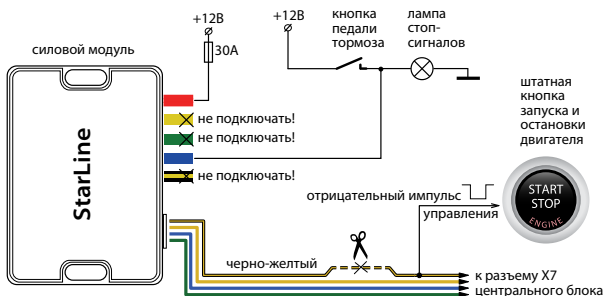 +12В
+12В
кнопка
педали
тормоза
лампа
стоп-
сигналов
силовой модуль
30А
StarLine
не подключать!
не подключать!
не подключать!
штатная
кнопка
запуска и
остановки
двигателя
START
STOP
ENGINE
отрицательный импульс
управления
черно-желтый
к разъему X7
центрального блока